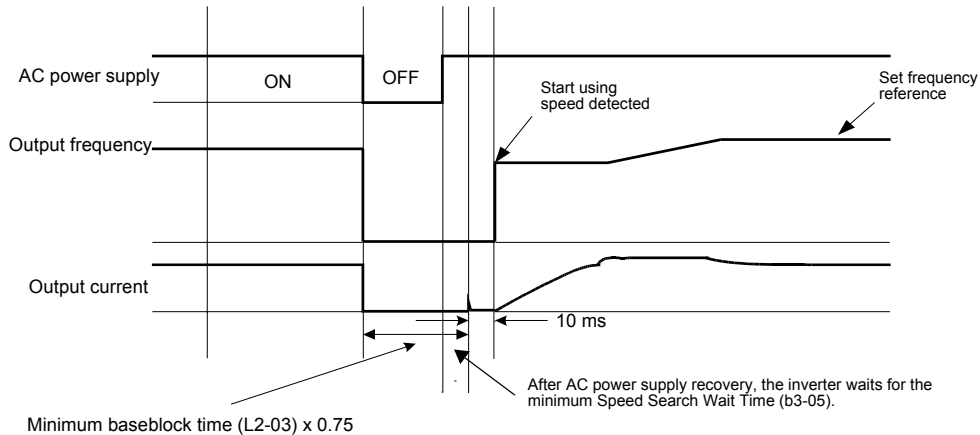 AC power supply
ON
OFF
Start using
speed detected
Set frequency
reference
Output frequency
Output current
10 ms
After AC power supply recovery, the inverter waits for the
minimum Speed Search Wait Time (b3-05).
Minimum baseblock time (L2-03) x 0.75